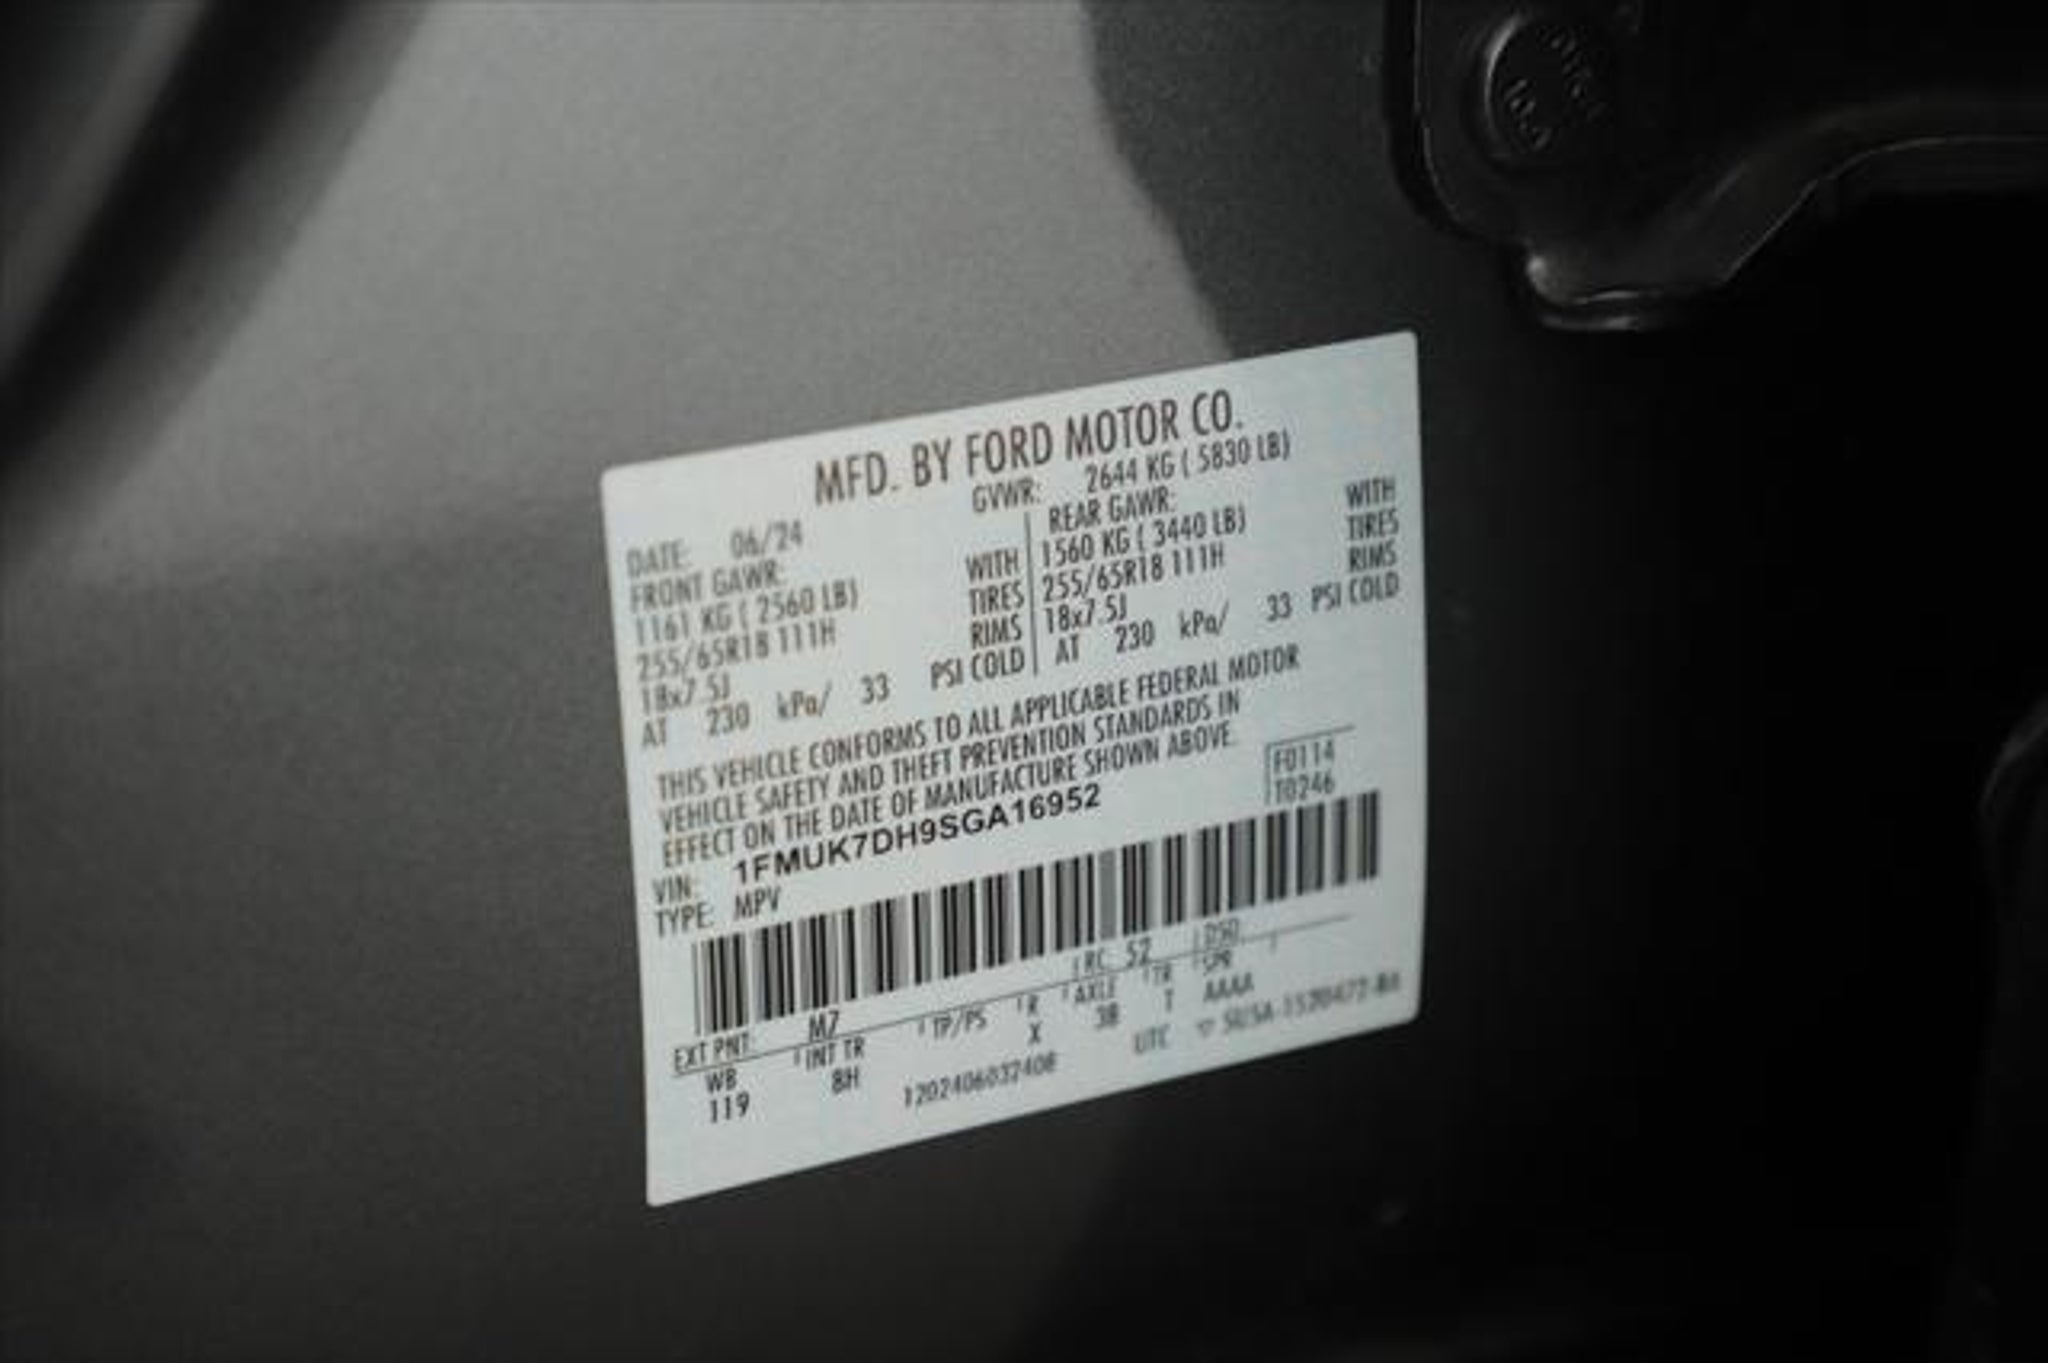 MFD. BY FORD MOTOR CO.
DATE: 06/24 GVWR: 2644 KG ( 5830 LB)
FRONT GAWR: REAR GAWR:
1161 KG ( 2560 LB) WITH 1560 KG ( 3440 LB) WITH
255/65R18 111H TIRES 255/65R18 111H TIRES
18x7.5J RIMS 18x7.5J RIMS
AT 230 kPa/ 33 PSI COLD AT 230 kPa/ 33 PSI COLD
THIS VEHICLE CONFORMS TO ALL APPLICABLE FEDERAL MOTOR
VEHICLE SAFETY AND THEFT PREVENTION STANDARDS IN
EFFECT ON THE DATE OF MANUFACTURE SHOWN ABOVE.
F0114
T0246
VIN: 1FMUK7DH9SGA16952
TYPE: MPV
EXT PNT: M7 RC: 52 DSO:
WB INT TR TP/PS R AXLE TR SPR
119 8H X 3B T AAAA
1202406032408 UTC